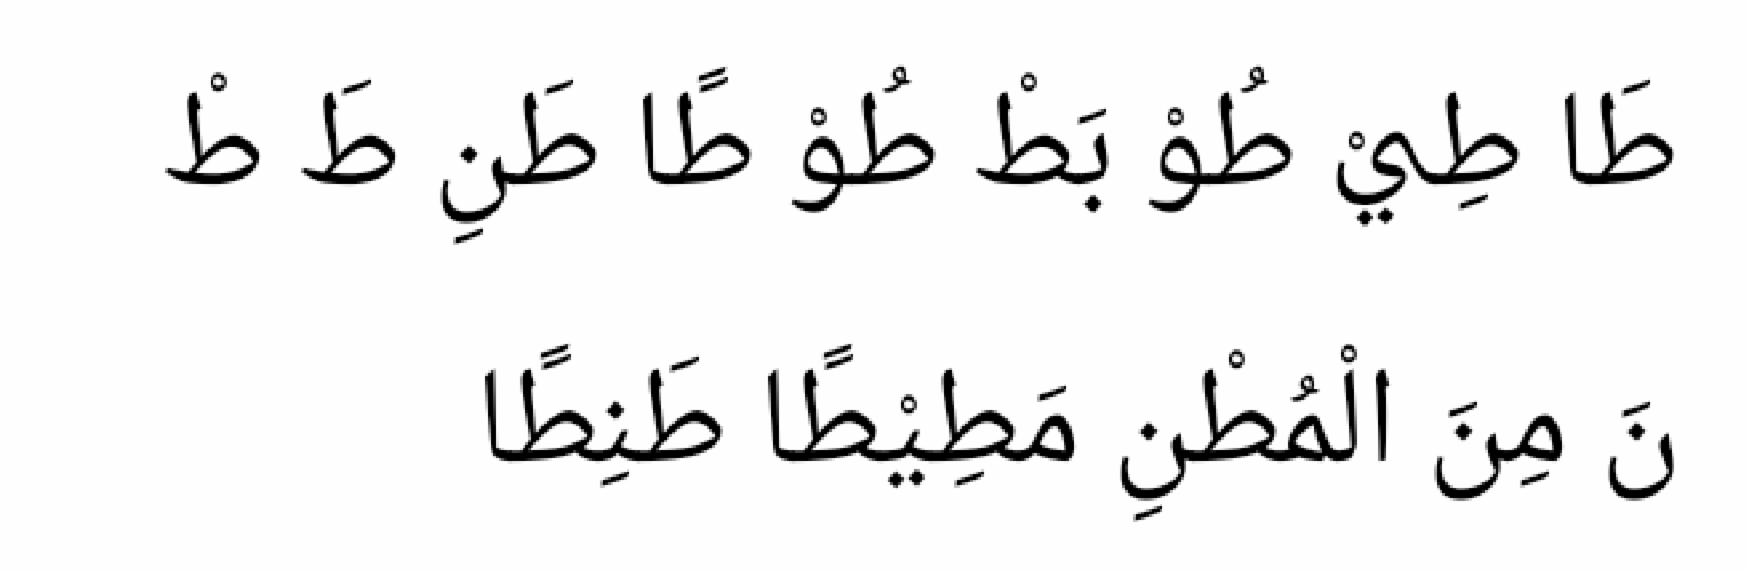 طَا طِيْ طُوْ بَطْ طُوْ طًا طَنِ طَ طْ
نَ مِنَ الْمُطْنِ مَطِيْطًا طَنِطًا